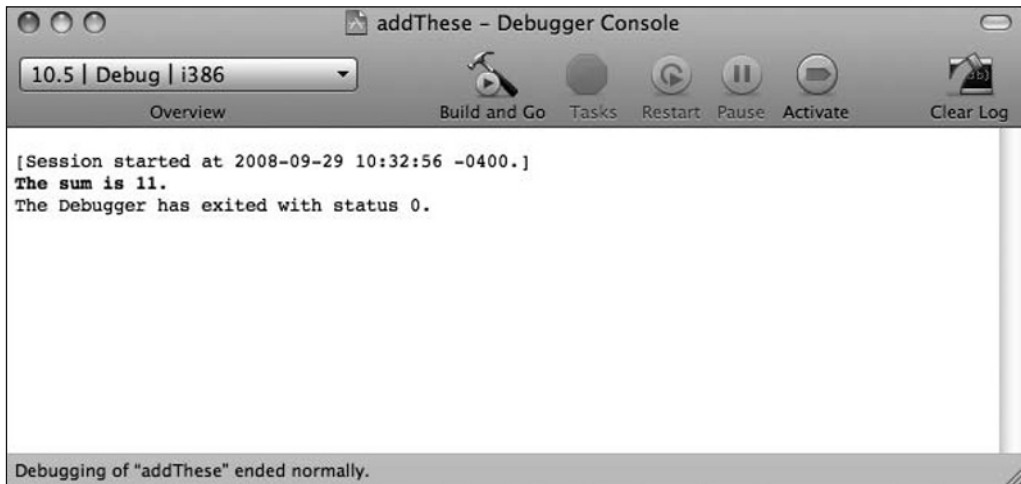 addThese – Debugger Console
10.5 | Debug | i386
Overview
Build and Go
Tasks
Restart
Pause
Activate
Clear Log
[Session started at 2008-09-29 10:32:56 -0400.]
The sum is 11.
The Debugger has exited with status 0.
Debugging of “addThese” ended normally.